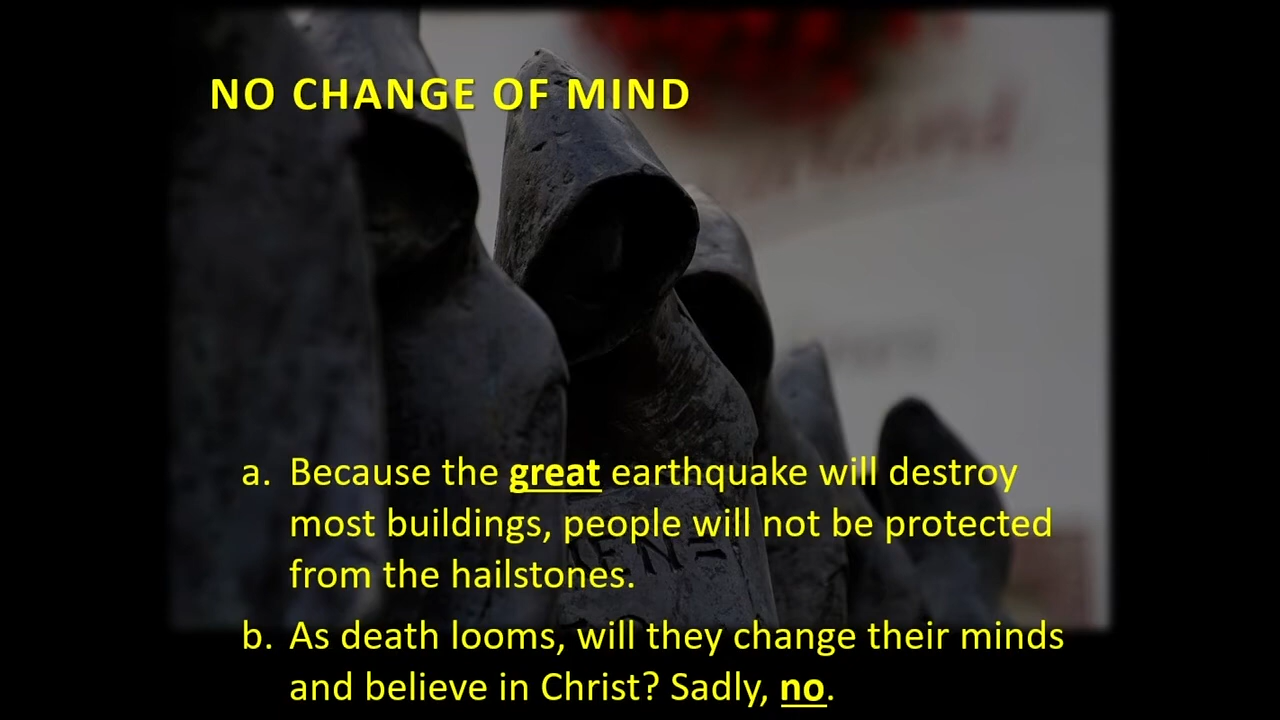 NO CHANGE OF MIND
a. Because the great earthquake will destroy
most buildings, people will not be protected
from the hailstones.
b. As death looms, will they change their minds
and believe in Christ? Sadly, no.